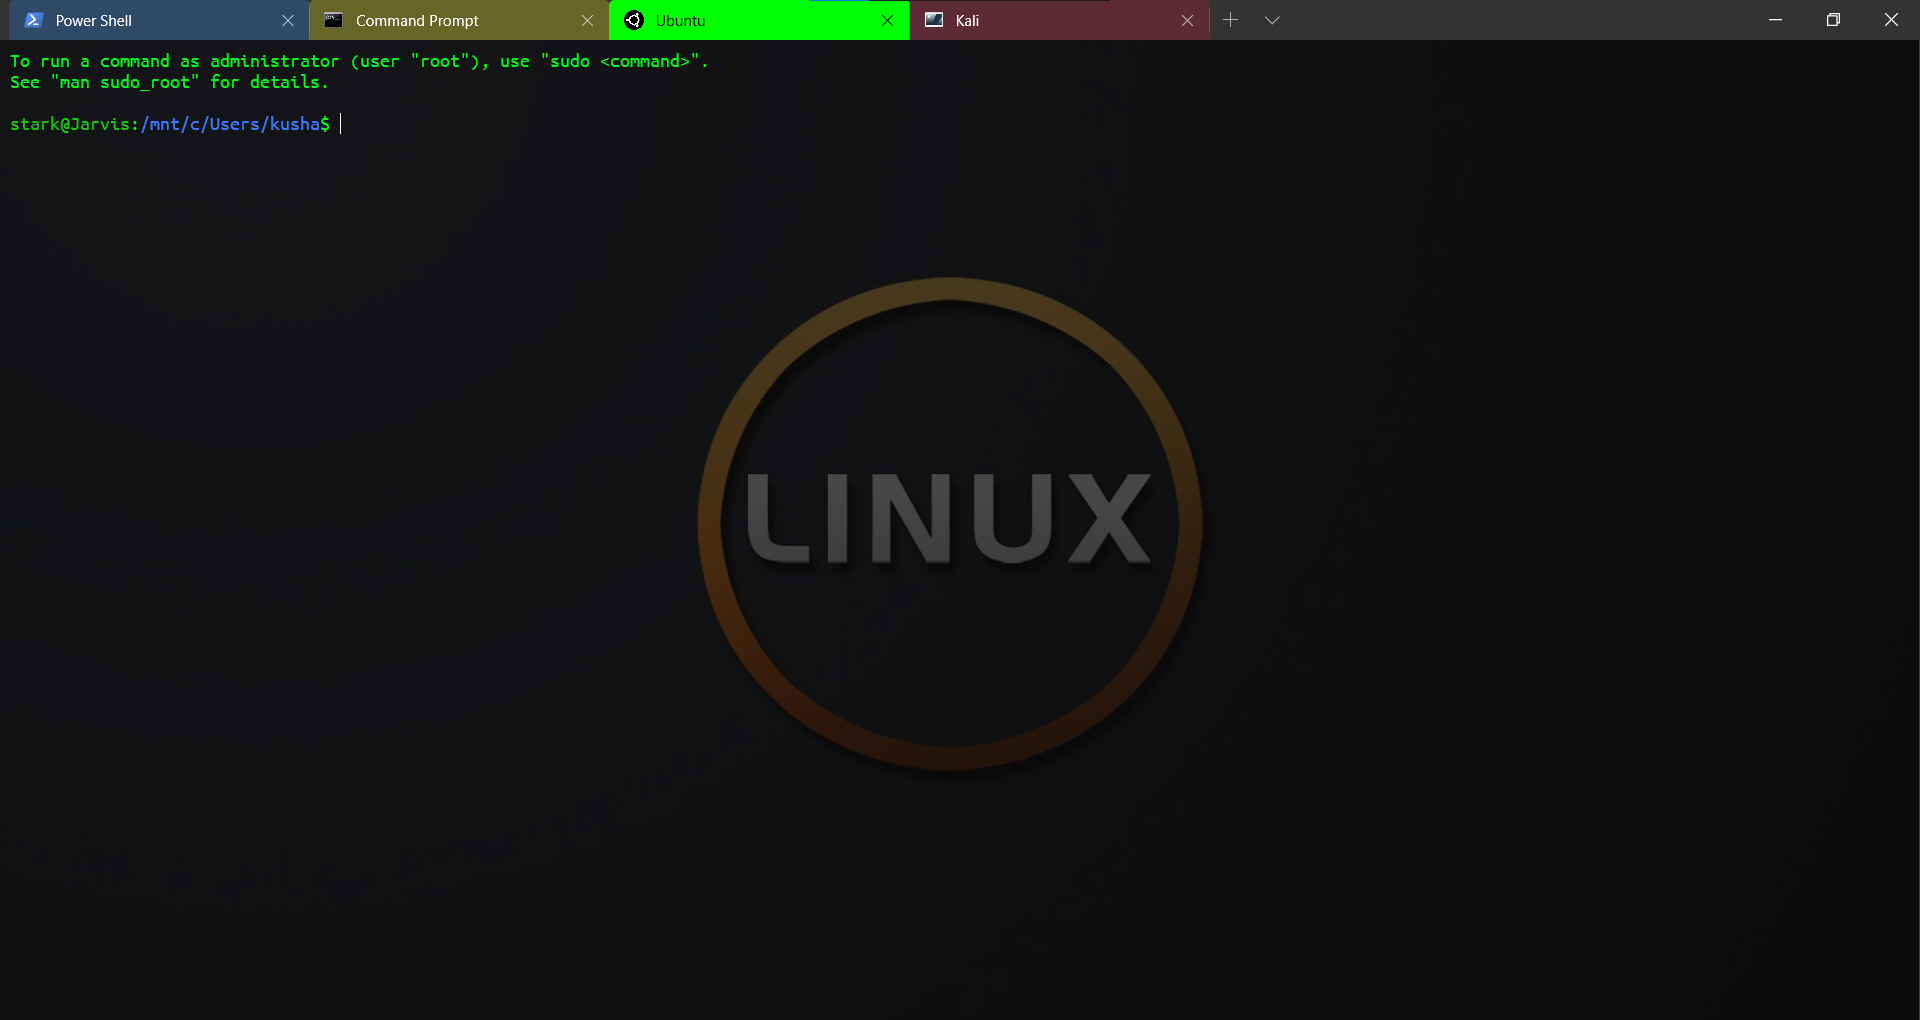 Power Shell
Command Prompt
Ubuntu
Kali
To run a command as administrator (user "root"), use "sudo <command>".
See "man sudo_root" for details.
stark@Jarvis:/mnt/c/Users/kusha$
LINUX